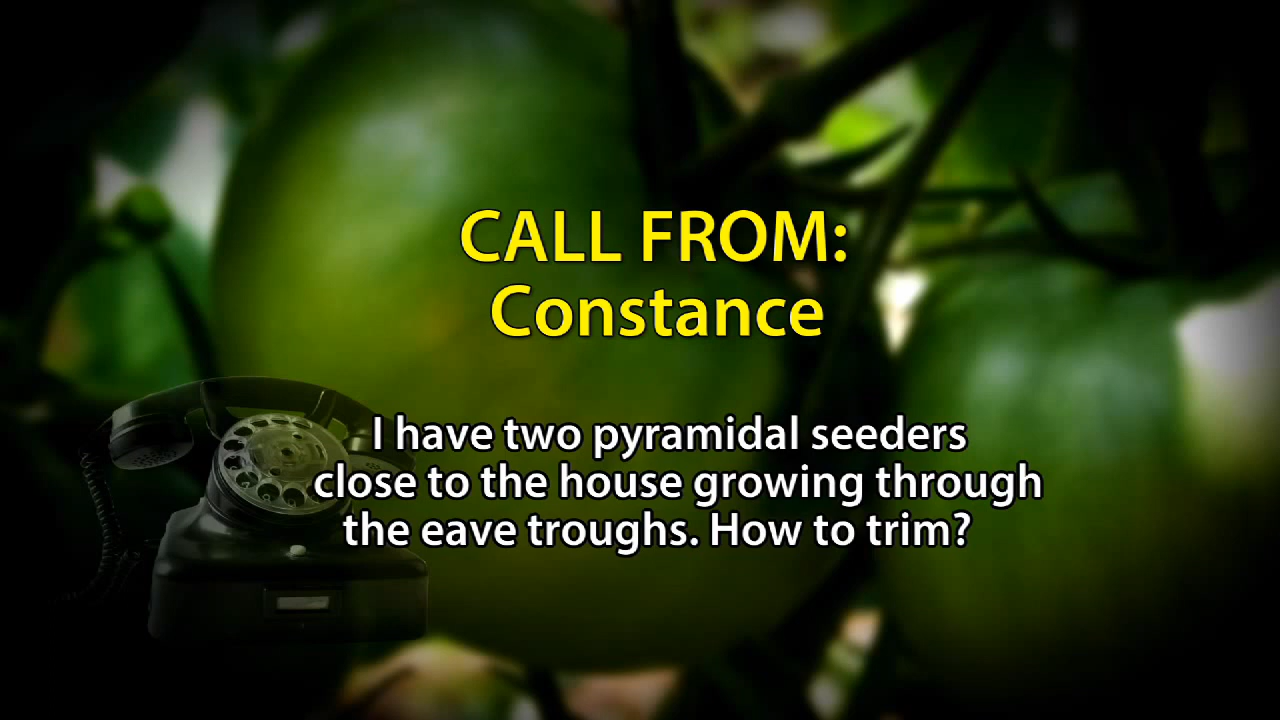 CALL FROM:
Constance
I have two pyramidal seeders
close to the house growing through
the eave troughs. How to trim?